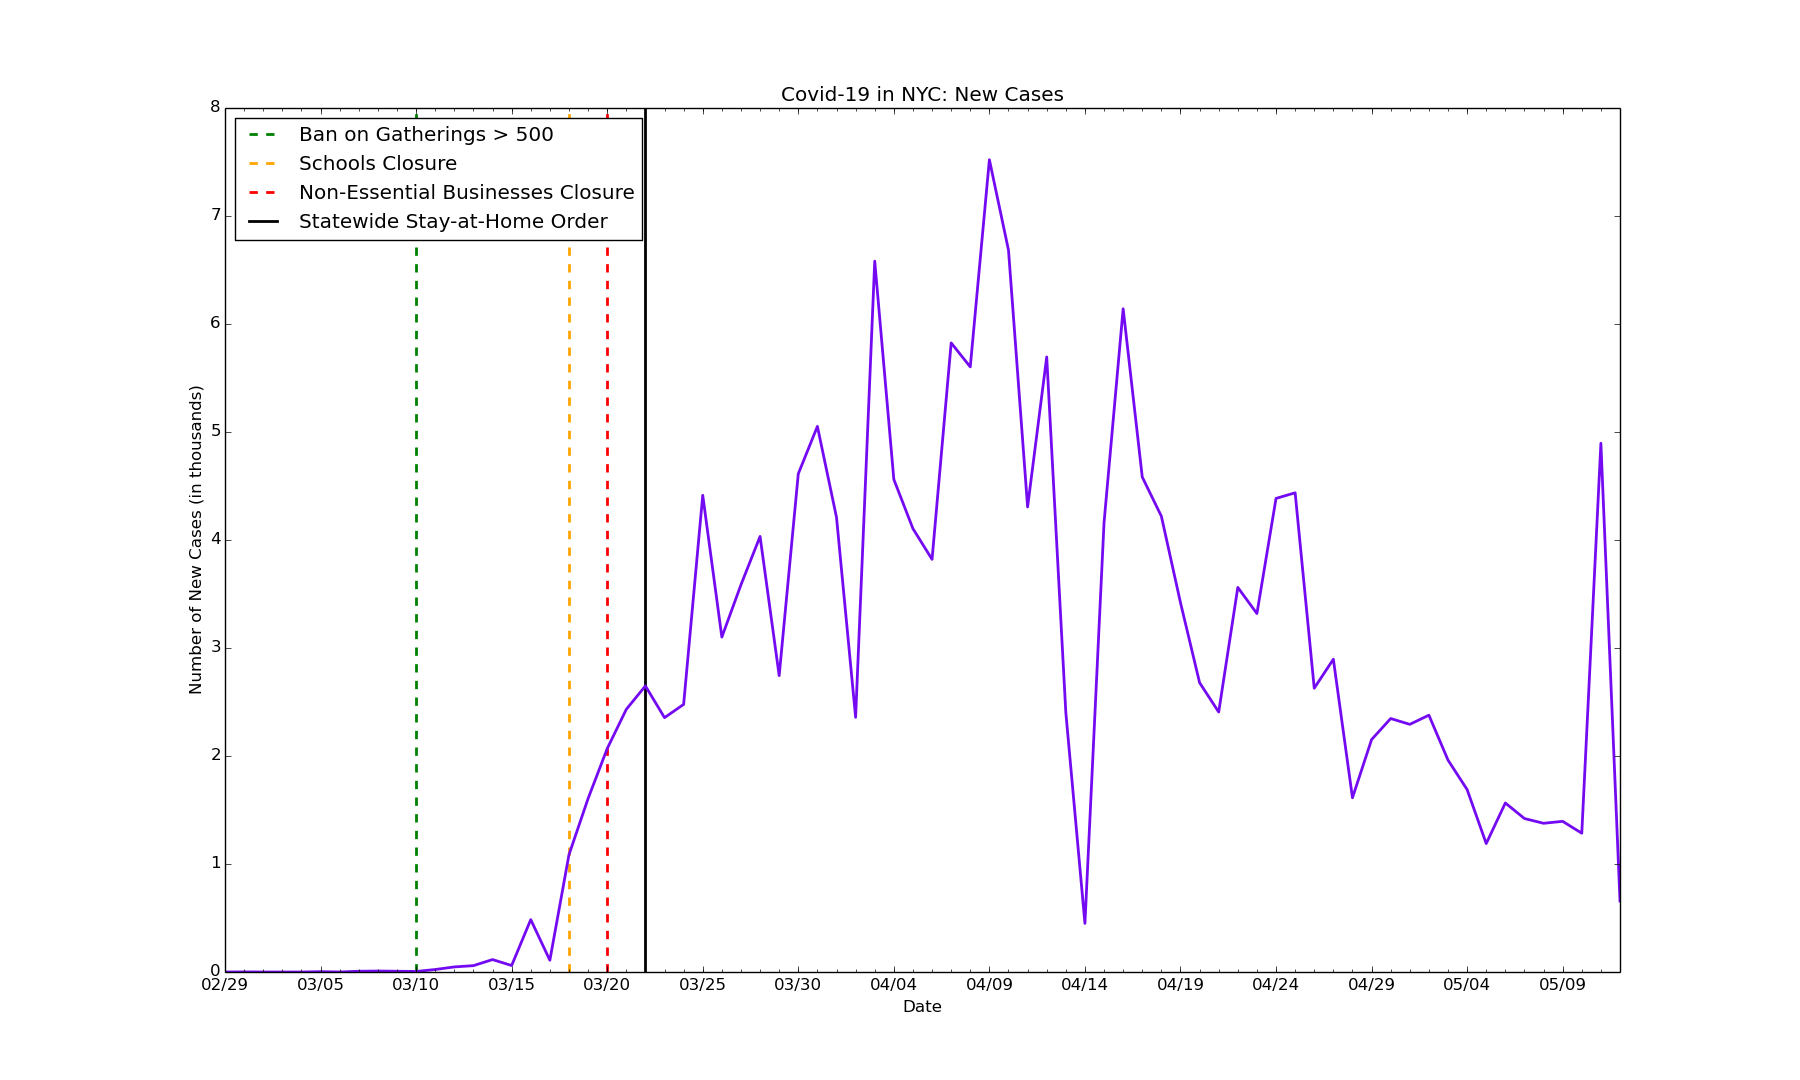 Covid-19 in NYC: New Cases
Ban on Gatherings > 500
Schools Closure
Non-Essential Businesses Closure
Statewide Stay-at-Home Order
Number of New Cases (in thousands)
8
7
6
5
4
3
2
1
0
02/29 03/05 03/10 03/15 03/20 03/25 03/30 04/04 04/09 04/14 04/19 04/24 04/29 05/04 05/09
Date